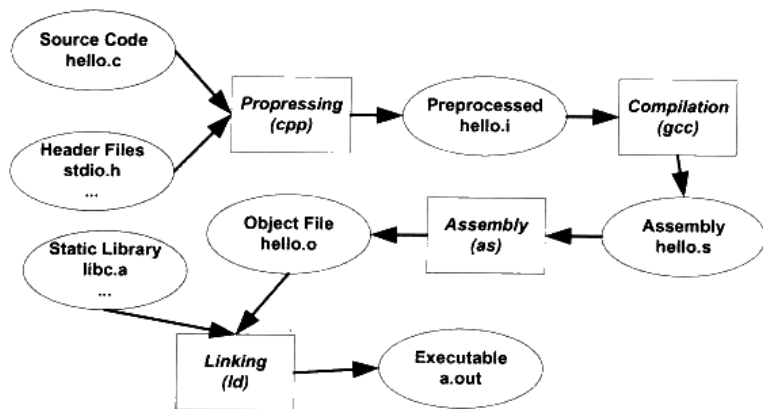 Source Code
hello.c
Header Files
stdio.h
...
Propressing
(cpp)
Preprocessed
hello.i
Compilation
(gcc)
Assembly
hello.s
Assembly
(as)
Object File
hello.o
Static Library
libc.a
...
Linking
(ld)
Executable
a.out